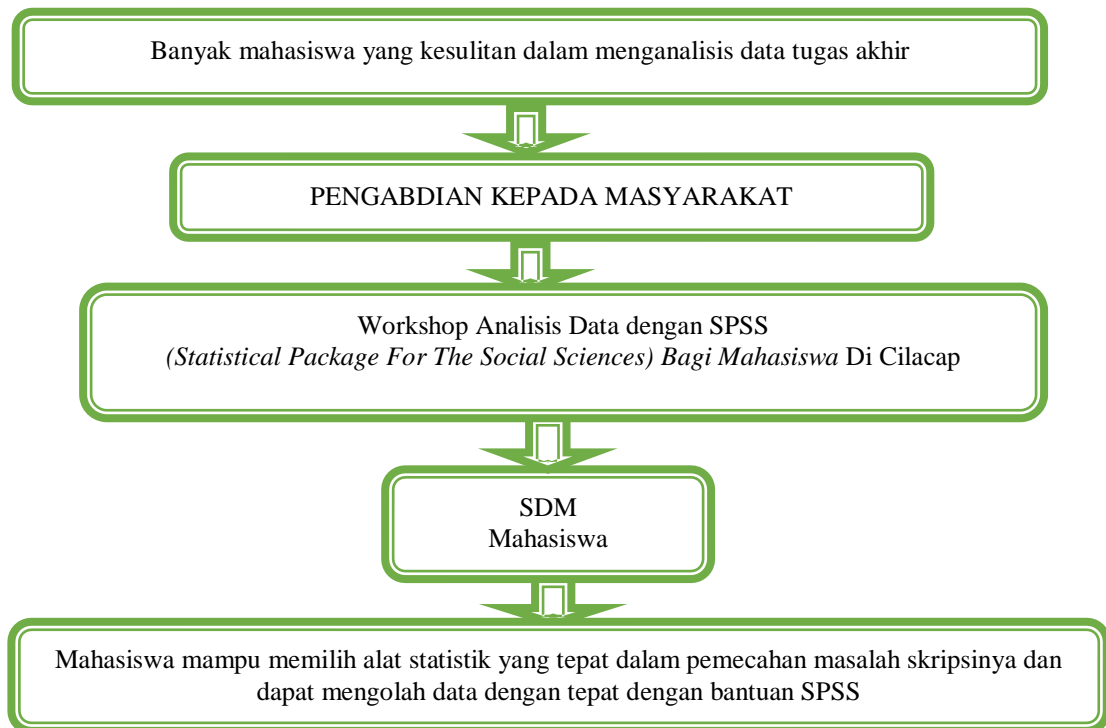 Banyak mahasiswa yang kesulitan dalam menganalisis data tugas akhir
PENGABDIAN KEPADA MASYARAKAT
Workshop Analisis Data dengan SPSS
(Statistical Package For The Social Sciences) Bagi Mahasiswa Di Cilacap
SDM
Mahasiswa
Mahasiswa mampu memilih alat statistik yang tepat dalam pemecahan masalah skripsinya dan
dapat mengolah data dengan tepat dengan bantuan SPSS